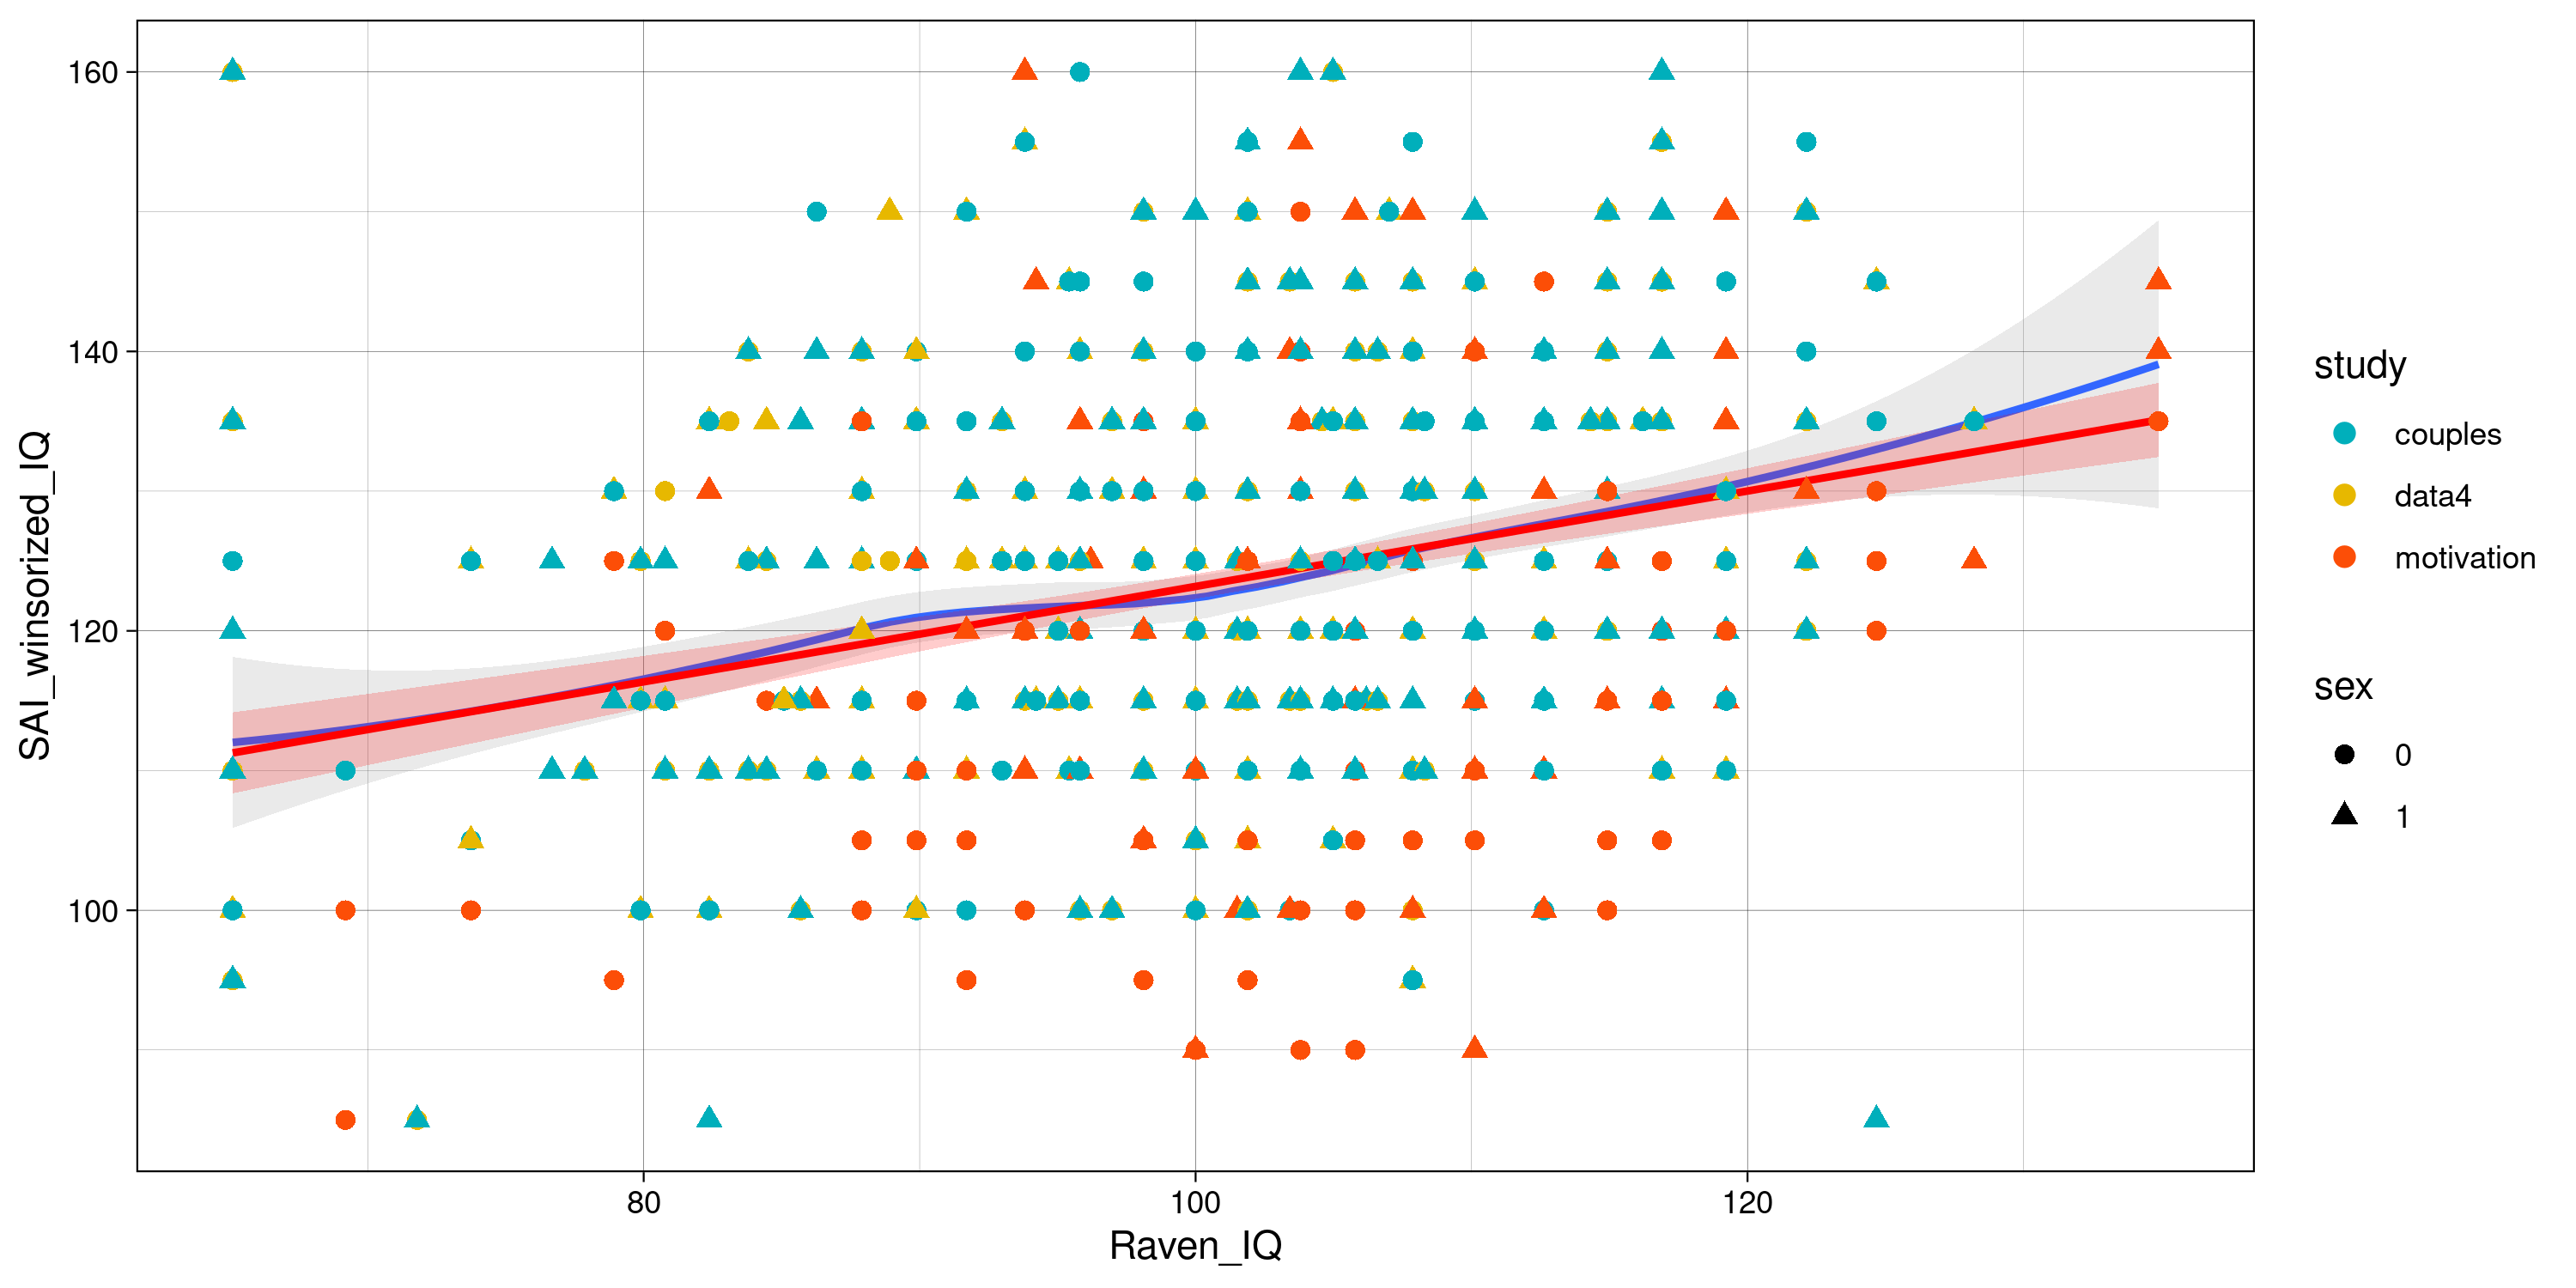 SAI_winsorized_IQ
160
140
120
100
80
100
120
Raven_IQ
study
couples
data4
motivation
sex
0
1